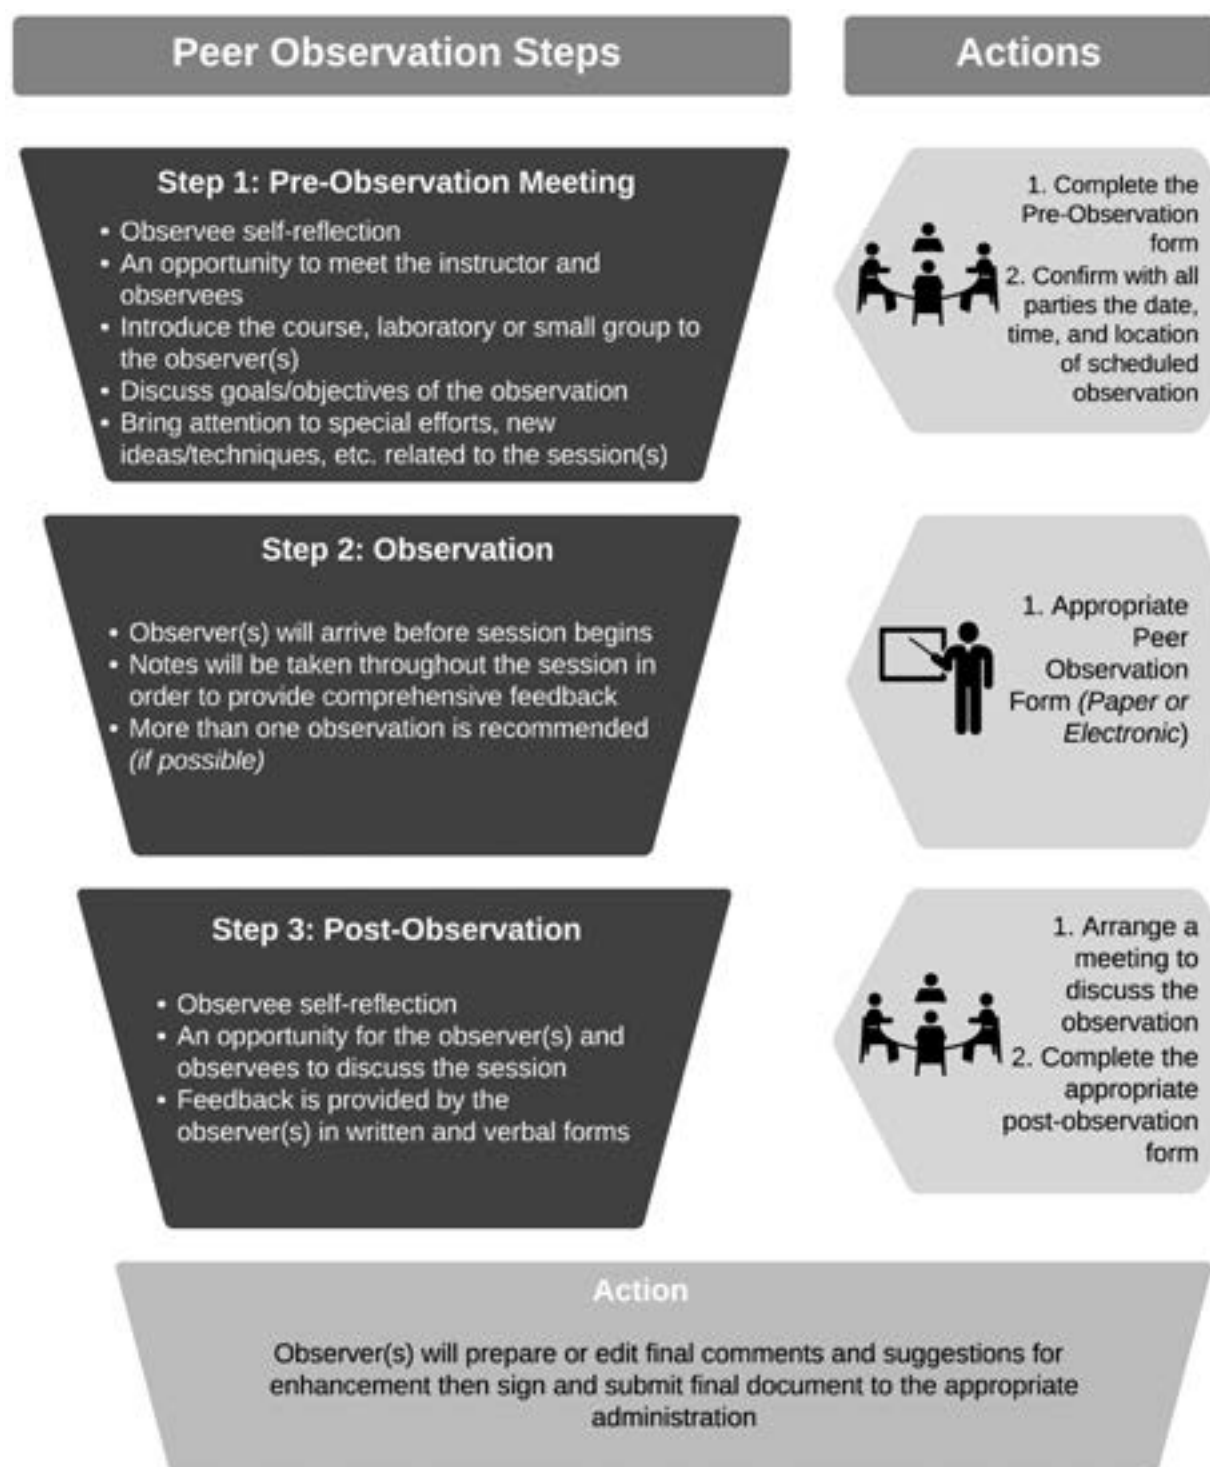 Peer Observation Steps
Actions
Step 1: Pre-Observation Meeting
• Observee self-reflection
• An opportunity to meet the instructor and
observees
• Introduce the course, laboratory or small group to
the observer(s)
• Discuss goals/objectives of the observation
• Bring attention to special efforts, new
ideas/techniques, etc. related to the session(s)
1. Complete the
Pre-Observation
form
2. Confirm with all
parties the date,
time, and location
of scheduled
observation
Step 2: Observation
• Observer(s) will arrive before session begins
• Notes will be taken throughout the session in
order to provide comprehensive feedback
• More than one observation is recommended
(if possible)
1. Appropriate
Peer
Observation
Form (Paper or
Electronic)
Step 3: Post-Observation
• Observee self-reflection
• An opportunity for the observer(s) and
observees to discuss the session
• Feedback is provided by the
observer(s) in written and verbal forms
1. Arrange a
meeting to
discuss the
observation
2. Complete the
appropriate
post-observation
form
Action
Observer(s) will prepare or edit final comments and suggestions for
enhancement then sign and submit final document to the appropriate
administration